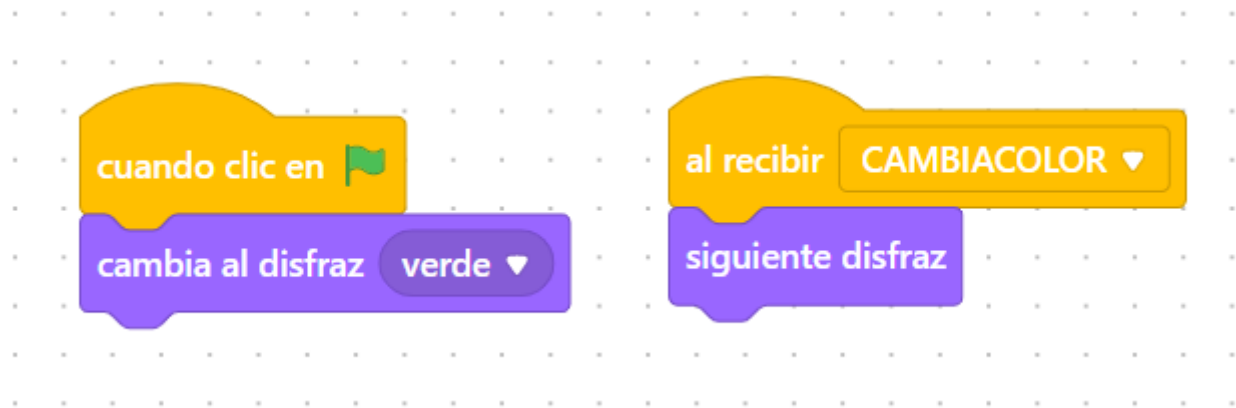 cuando clic en
cambia al disfraz verde
al recibir CAMBIACOLOR
siguiente disfraz